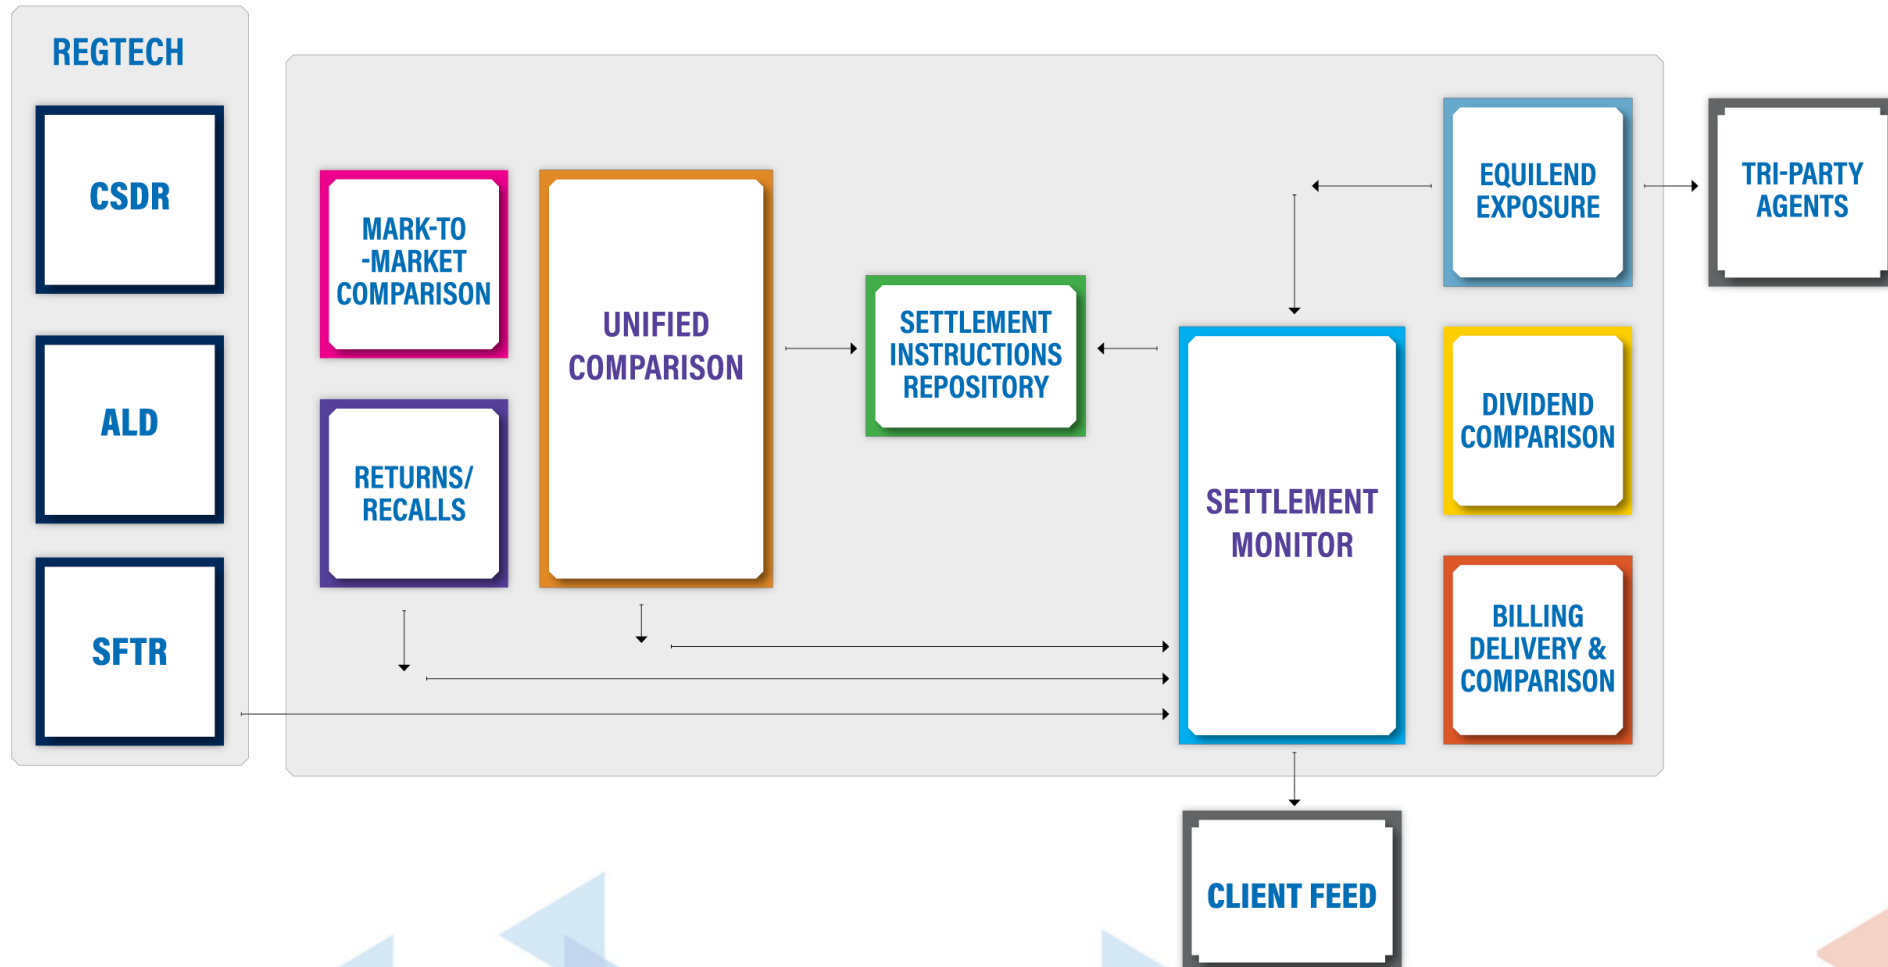 REGTECH
CSDR
ALD
SFTR
MARK-TO
-MARKET
COMPARISON
RETURNS/
RECALLS
UNIFIED
COMPARISON
SETTLEMENT
INSTRUCTIONS
REPOSITORY
SETTLEMENT
MONITOR
EQUILEND
EXPOSURE
DIVIDEND
COMPARISON
BILLING
DELIVERY &
COMPARISON
TRI-PARTY
AGENTS
CLIENT FEED